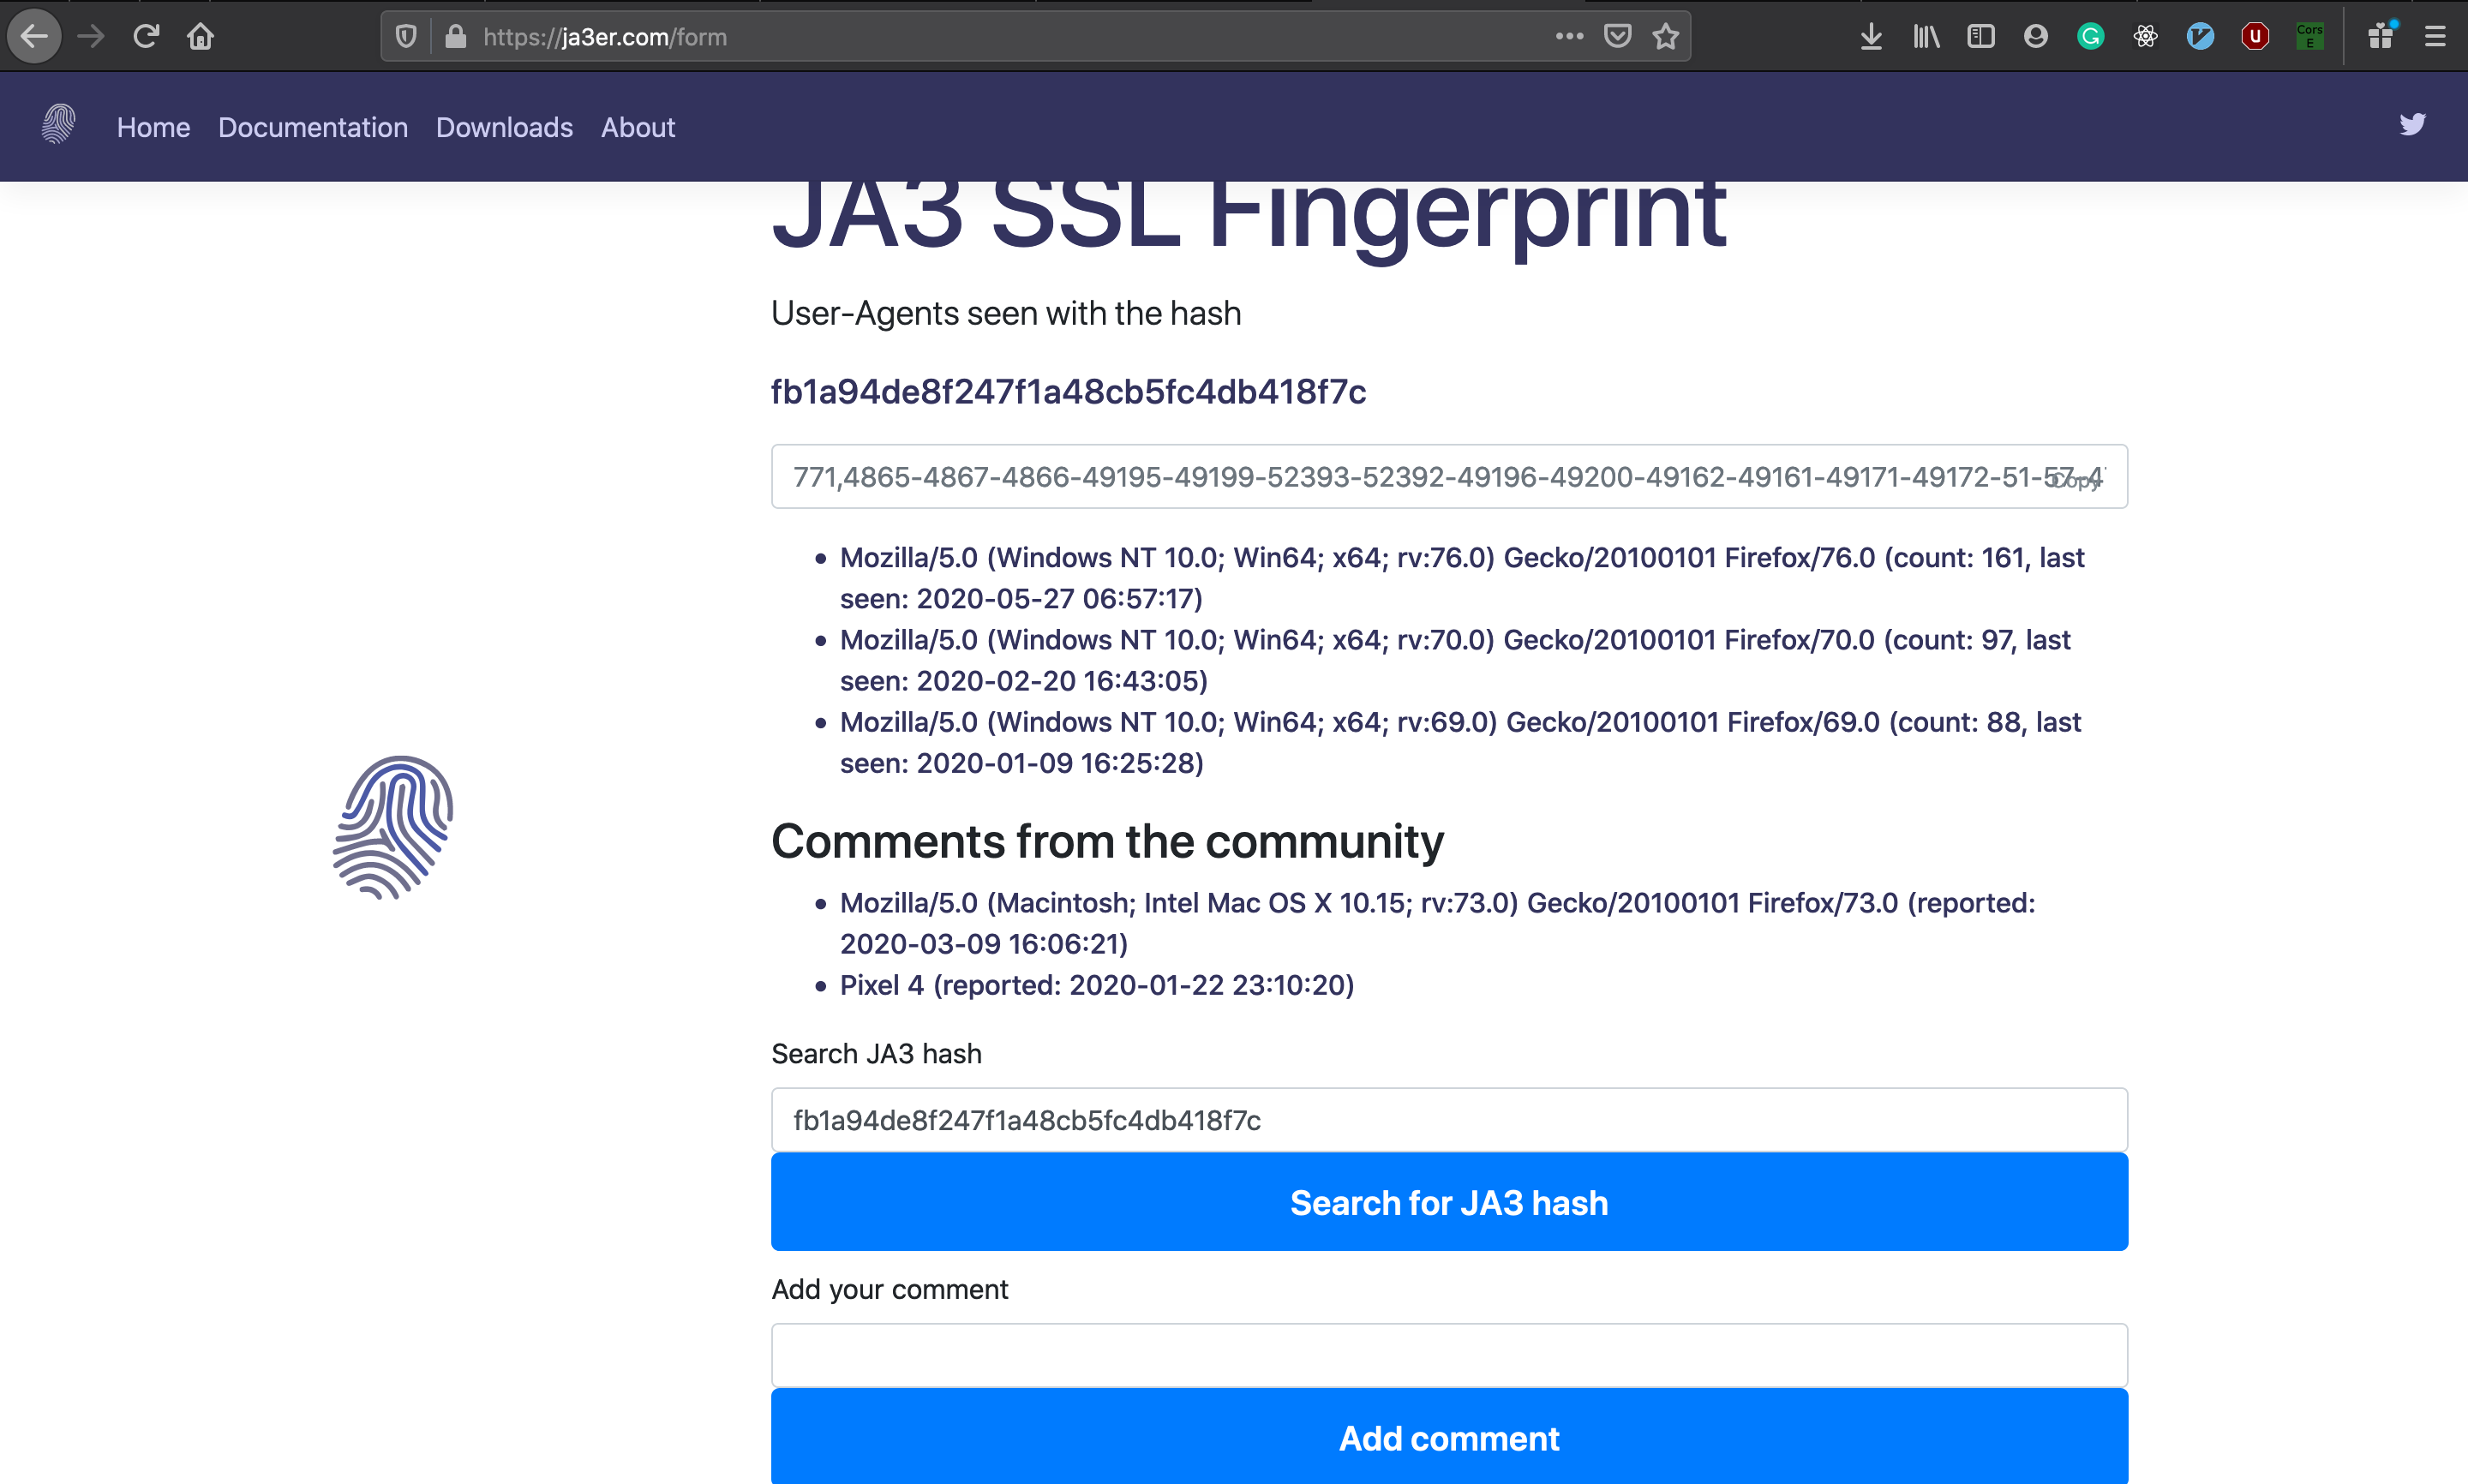 https://ja3er.com/form
Cors
E
Home Documentation Downloads About
JA3 SSL Fingerprint
User-Agents seen with the hash
fb1a94de8f247f1a48cb5fc4db418f7c
771,4865-4867-4866-49195-49199-52393-52392-49196-49200-49162-49161-49171-49172-51-57-47 Copy
• Mozilla/5.0 (Windows NT 10.0; Win64; x64; rv:76.0) Gecko/20100101 Firefox/76.0 (count: 161, last
seen: 2020-05-27 06:57:17)
• Mozilla/5.0 (Windows NT 10.0; Win64; x64; rv:70.0) Gecko/20100101 Firefox/70.0 (count: 97, last
seen: 2020-02-20 16:43:05)
• Mozilla/5.0 (Windows NT 10.0; Win64; x64; rv:69.0) Gecko/20100101 Firefox/69.0 (count: 88, last
seen: 2020-01-09 16:25:28)
Comments from the community
• Mozilla/5.0 (Macintosh; Intel Mac OS X 10.15; rv:73.0) Gecko/20100101 Firefox/73.0 (reported:
2020-03-09 16:06:21)
• Pixel 4 (reported: 2020-01-22 23:10:20)
Search JA3 hash
fb1a94de8f247f1a48cb5fc4db418f7c
Search for JA3 hash
Add your comment
Add comment